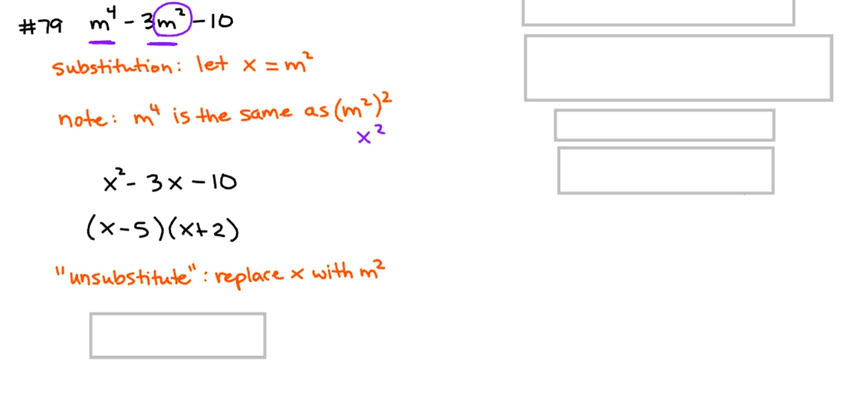 #79 m⁴ - 3m² - 10
substitution: let x = m²
note: m⁴ is the same as (m²)²
x²
x² - 3x - 10
(x-5)(x+2)
"unsubstitute": replace x with m²